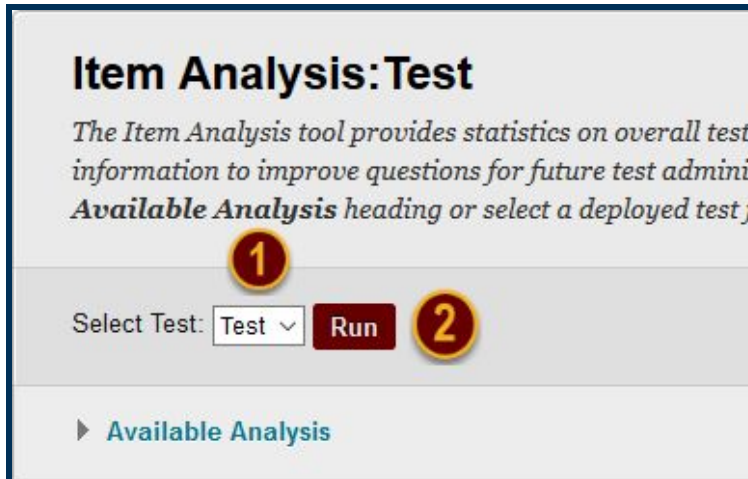 Item Analysis:Test
The Item Analysis tool provides statistics on overall test
information to improve questions for future test admini
Available Analysis heading or select a deployed test
1
Select Test: Test Run 2
Available Analysis